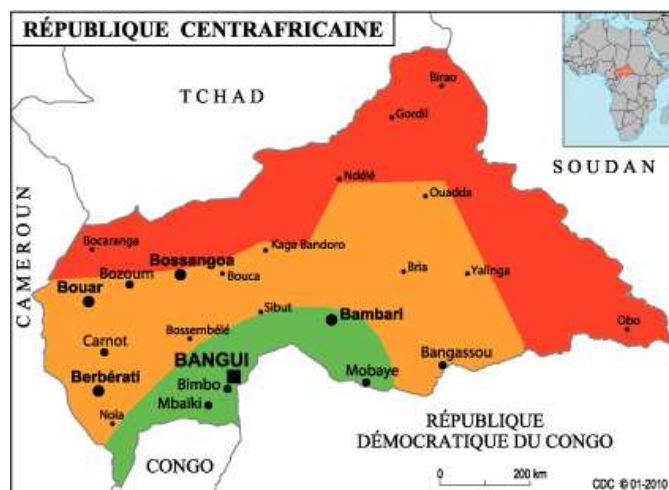 RÉPUBLIQUE CENTRAFRICAINE
TCHAD
Birao
Gordil
SOUDAN
Ndélé
Ouadda
CAMEROUN
Bocaranga
Kaga Bandoro
Bossangoa
Bozoum
Bouca
Bria
Yalinga
Bouar
Sibut
Bambari
Obo
Bossembélé
Carnot
BANGUI
Bangassou
Berbérati
Bimbo
Mobaye
Mbaïki
Nola
RÉPUBLIQUE
DÉMOCRATIQUE DU CONGO
CONGO
0
200 km
CDC © 01-2010